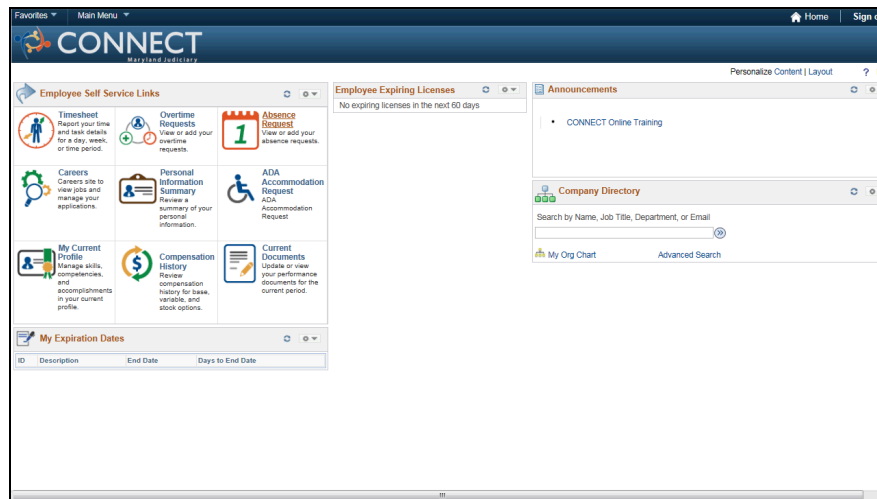 Favorites Main Menu Home Sign
CONNECT
Maryland Judiciary
Personalize Content | Layout ?
Employee Self Service Links
Timesheet
Report your time
and task details
for a day, week,
or time period.
Overtime
Requests
View or add your
overtime
requests.
1
Absence
Request
View or add your
absence requests.
Careers
Careers site to
view jobs and
manage your
applications.
Personal
Information
Summary
Review a
summary of your
personal
information.
ADA
Accommodation
Request
ADA
Accommodation
Request
My Current
Profile
Manage skills,
competencies,
and
accomplishments
in your current
profile.
$
Compensation
History
Review
compensation
history for base,
variable, and
stock options.
Current
Documents
Update or view
your performance
documents for the
current period.
My Expiration Dates
ID Description End Date Days to End Date
Employee Expiring Licenses
No expiring licenses in the next 60 days
Announcements
• CONNECT Online Training
Company Directory
Search by Name, Job Title, Department, or Email
My Org Chart Advanced Search